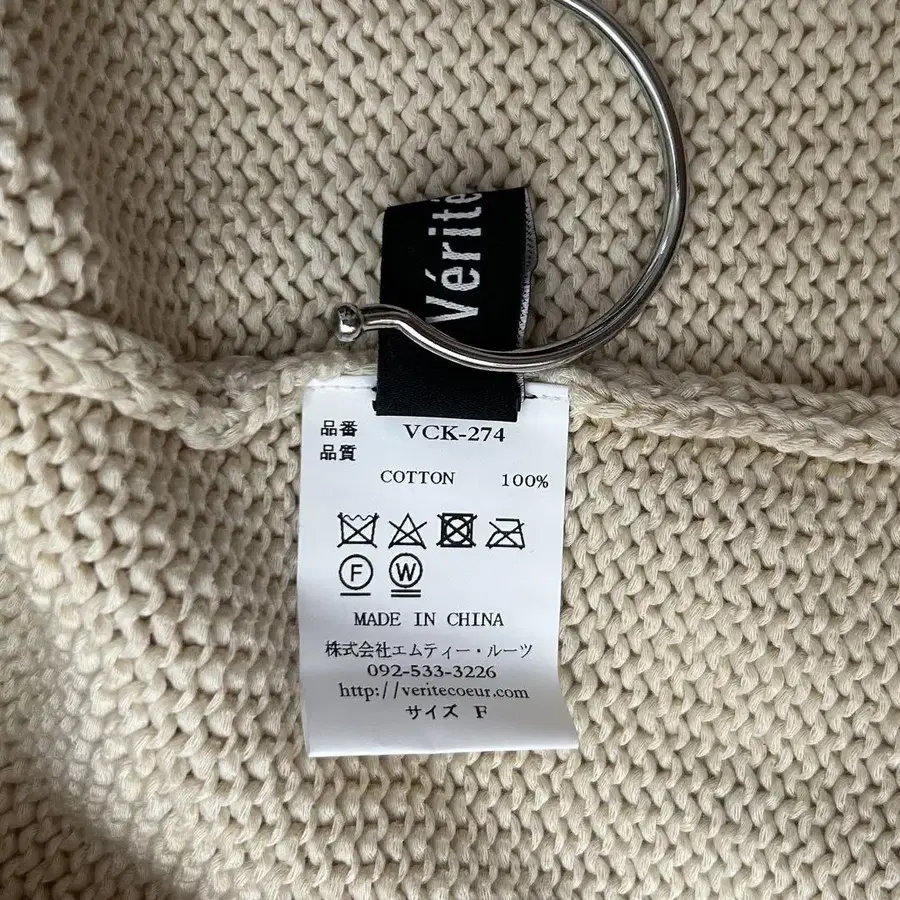 Vérite
品番 VCK-274
品質
COTTON 100%
F W
MADE IN CHINA
株式会社エムティー・ルーツ
092-533-3226
http://veritecoeur.com
サイズ F